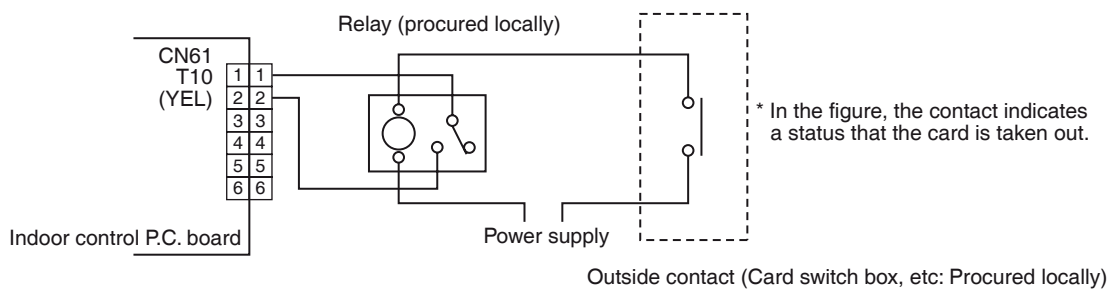 Relay (procured locally)
CN61
T10
(YEL)
1 1
2 2
3 3
4 4
5 5
6 6
* In the figure, the contact indicates
a status that the card is taken out.
Indoor control P.C. board
Power supply
Outside contact (Card switch box, etc: Procured locally)